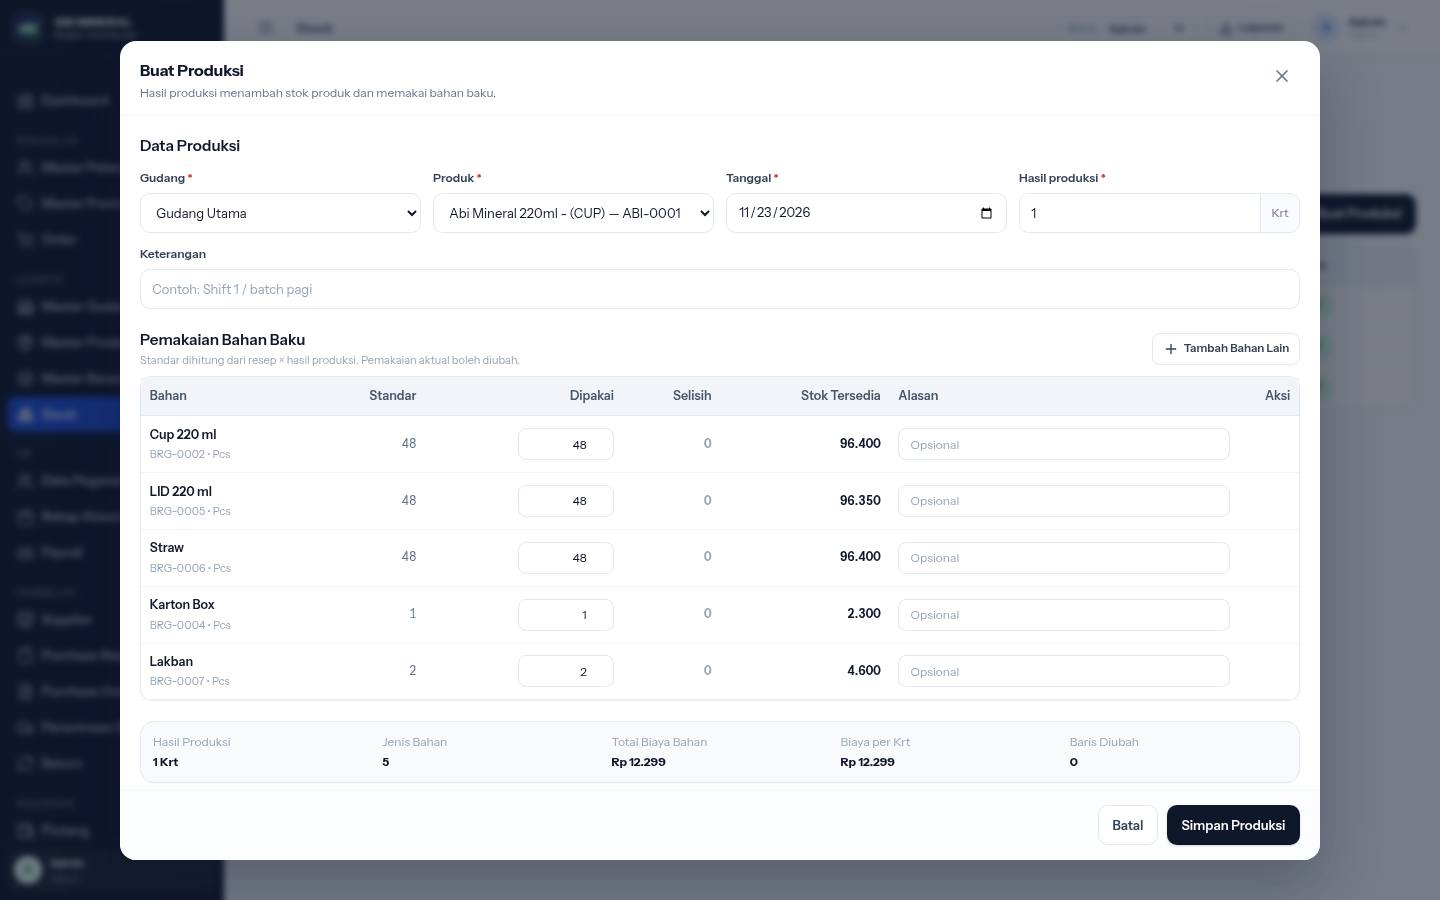 Buat Produksi
Hasil produksi menambah stok produk dan memakai bahan baku.
Data Produksi
Gudang * Produk * Tanggal * Hasil produksi *
Gudang Utama Abi Mineral 220ml - (CUP) — ABI-0001 11/23/2026 1 Krt
Keterangan
Contoh: Shift 1 / batch pagi
Pemakaian Bahan Baku
Standar dihitung dari resep × hasil produksi. Pemakaian aktual boleh diubah.
Tambah Bahan Lain
Bahan Standar Dipakai Selisih Stok Tersedia Alasan Aksi
Cup 220 ml
BRG-0002 • Pcs
48 48 0 96.400 Opsional
LID 220 ml
BRG-0005 • Pcs
48 48 0 96.350 Opsional
Straw
BRG-0006 • Pcs
48 48 0 96.400 Opsional
Karton Box
BRG-0004 • Pcs
1 1 0 2.300 Opsional
Lakban
BRG-0007 • Pcs
2 2 0 4.600 Opsional
Hasil Produksi Jenis Bahan Total Biaya Bahan Biaya per Krt Baris Diubah
1 Krt 5 Rp 12.299 Rp 12.299 0
Batal Simpan Produksi